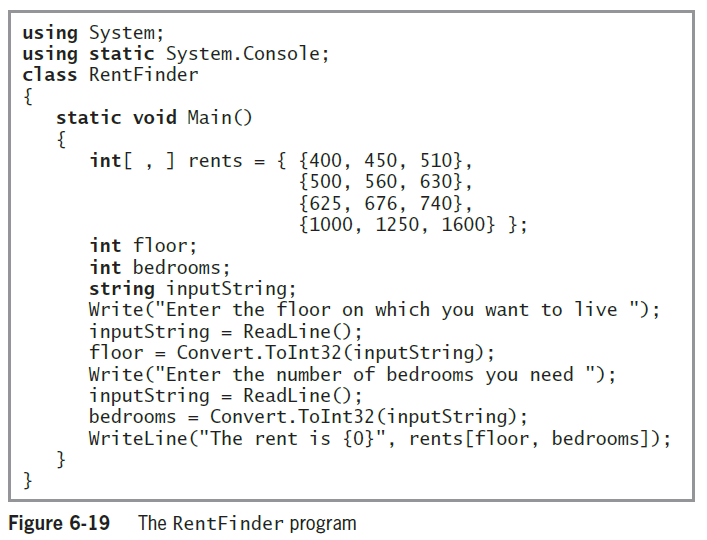 using System;
using static System.Console;
class RentFinder
{
   static void Main()
   {
      int[ , ] rents = { {400, 450, 510},
                         {500, 560, 630},
                         {625, 676, 740},
                         {1000, 1250, 1600} };
      int floor;
      int bedrooms;
      string inputString;
      Write("Enter the floor on which you want to live ");
      inputString = ReadLine();
      floor = Convert.ToInt32(inputString);
      Write("Enter the number of bedrooms you need ");
      inputString = ReadLine();
      bedrooms = Convert.ToInt32(inputString);
      WriteLine("The rent is {0}", rents[floor, bedrooms]);
   }
}
Figure 6-19 The RentFinder program